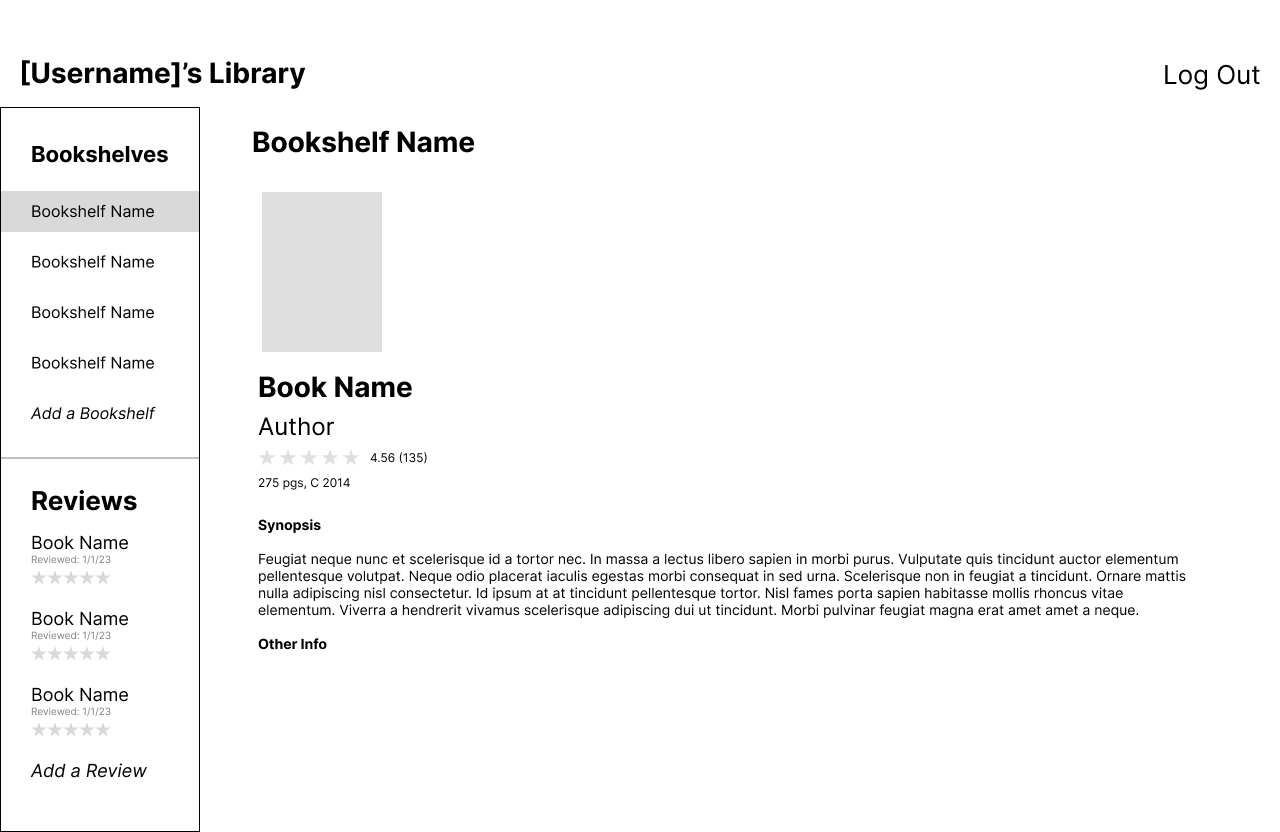 [Username]’s Library
Log Out
Bookshelves
Bookshelf Name
Bookshelf Name
Bookshelf Name
Bookshelf Name
Add a Bookshelf
Reviews
Book Name
Reviewed: 1/1/23
Book Name
Reviewed: 1/1/23
Book Name
Reviewed: 1/1/23
Add a Review
Bookshelf Name
Book Name
Author
4.56 (135)
275 pgs, C 2014
Synopsis
Feugiat neque nunc et scelerisque id a tortor nec. In massa a lectus libero sapien in morbi purus. Vulputate quis tincidunt auctor elementum
pellentesque volutpat. Neque odio placerat iaculis egestas morbi consequat in sed urna. Scelerisque non in feugiat a tincidunt. Ornare mattis
nulla adipiscing nisl consectetur. Id ipsum at at tincidunt pellentesque tortor. Nisl fames porta sapien habitasse mollis rhoncus vitae
elementum. Viverra a hendrerit vivamus scelerisque adipiscing dui ut tincidunt. Morbi pulvinar feugiat magna erat amet amet a neque.
Other Info